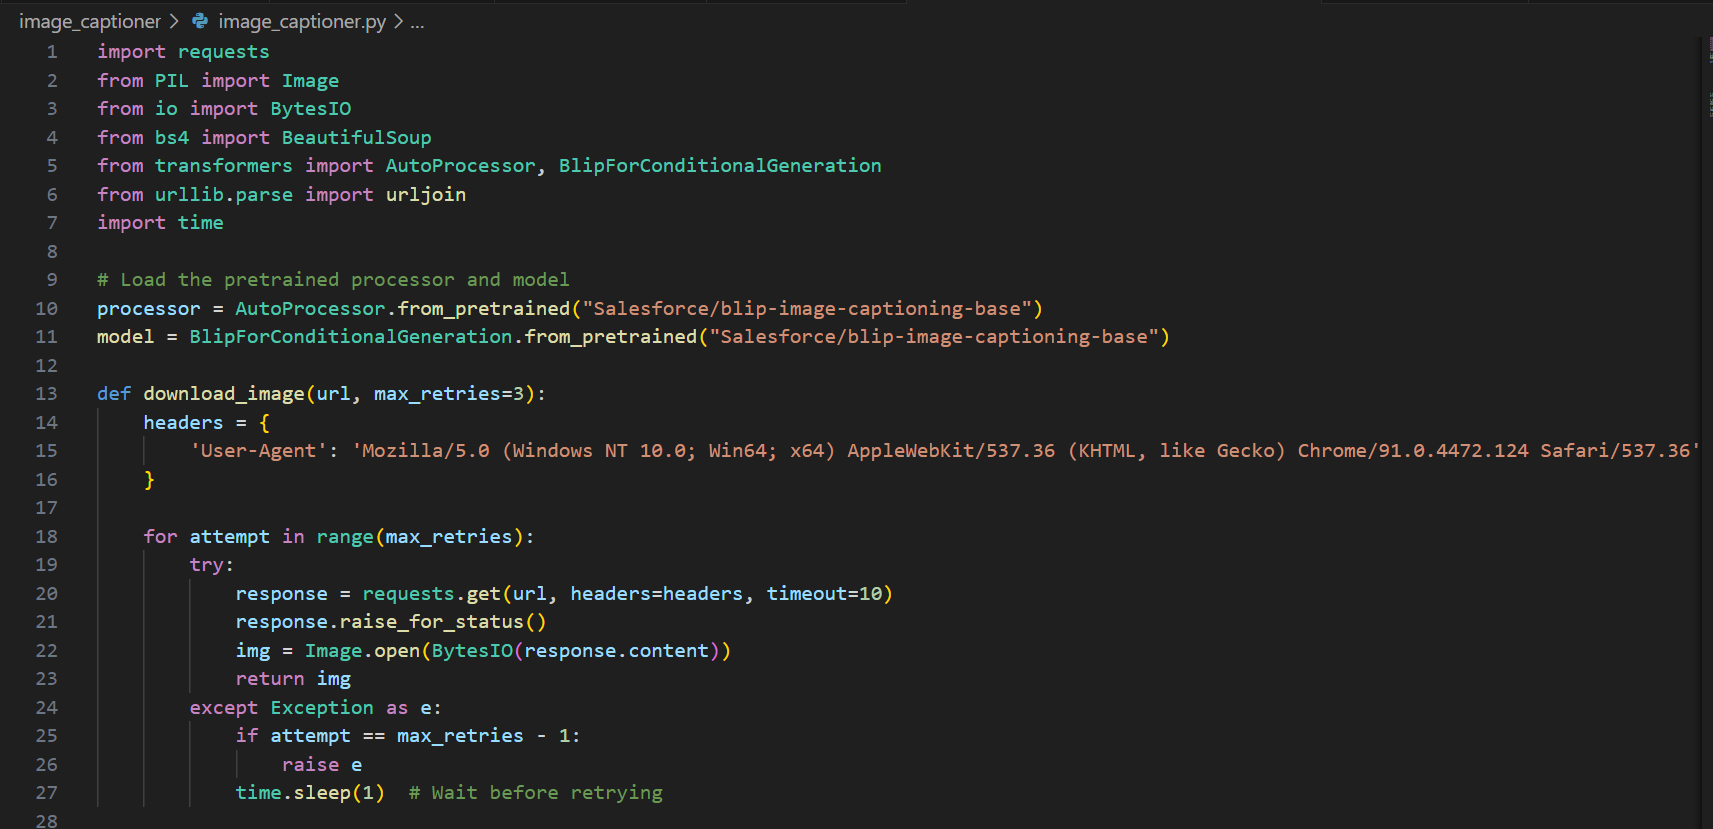 image_captioner > image_captioner.py > ...
1 import requests
2 from PIL import Image
3 from io import BytesIO
4 from bs4 import BeautifulSoup
5 from transformers import AutoProcessor, BlipForConditionalGeneration
6 from urllib.parse import urljoin
7 import time
8
9 # Load the pretrained processor and model
10 processor = AutoProcessor.from_pretrained("Salesforce/blip-image-captioning-base")
11 model = BlipForConditionalGeneration.from_pretrained("Salesforce/blip-image-captioning-base")
12
13 def download_image(url, max_retries=3):
14     headers = {
15         'User-Agent': 'Mozilla/5.0 (Windows NT 10.0; Win64; x64) AppleWebKit/537.36 (KHTML, like Gecko) Chrome/91.0.4472.124 Safari/537.36'
16     }
17
18     for attempt in range(max_retries):
19         try:
20             response = requests.get(url, headers=headers, timeout=10)
21             response.raise_for_status()
22             img = Image.open(BytesIO(response.content))
23             return img
24         except Exception as e:
25             if attempt == max_retries - 1:
26                 raise e
27             time.sleep(1)  # Wait before retrying
28